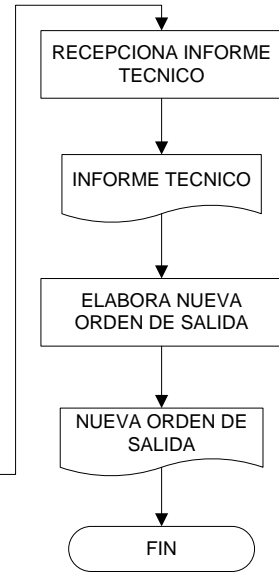 RECEPCIONA INFORME
TECNICO
INFORME TECNICO
ELABORA NUEVA
ORDEN DE SALIDA
NUEVA ORDEN DE
SALIDA
FIN